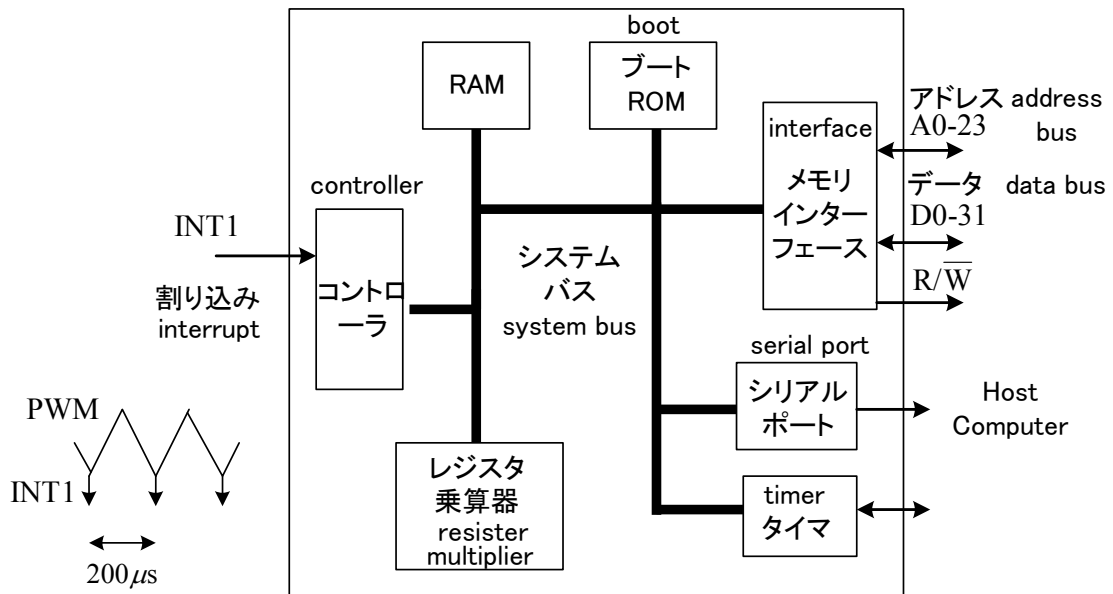 boot
RAM
ブート
ROM
interface
メモリ
インター
フェース
アドレス address
A0-23 bus
データ data bus
D0-31
R/W̅
controller
コントロ
ーラ
INT1
割り込み
interrupt
システム
バス
system bus
serial port
シリアル
ポート
Host
Computer
PWM
INT1
200μs
レジスタ
乗算器
resister
multiplier
timer
タイマ